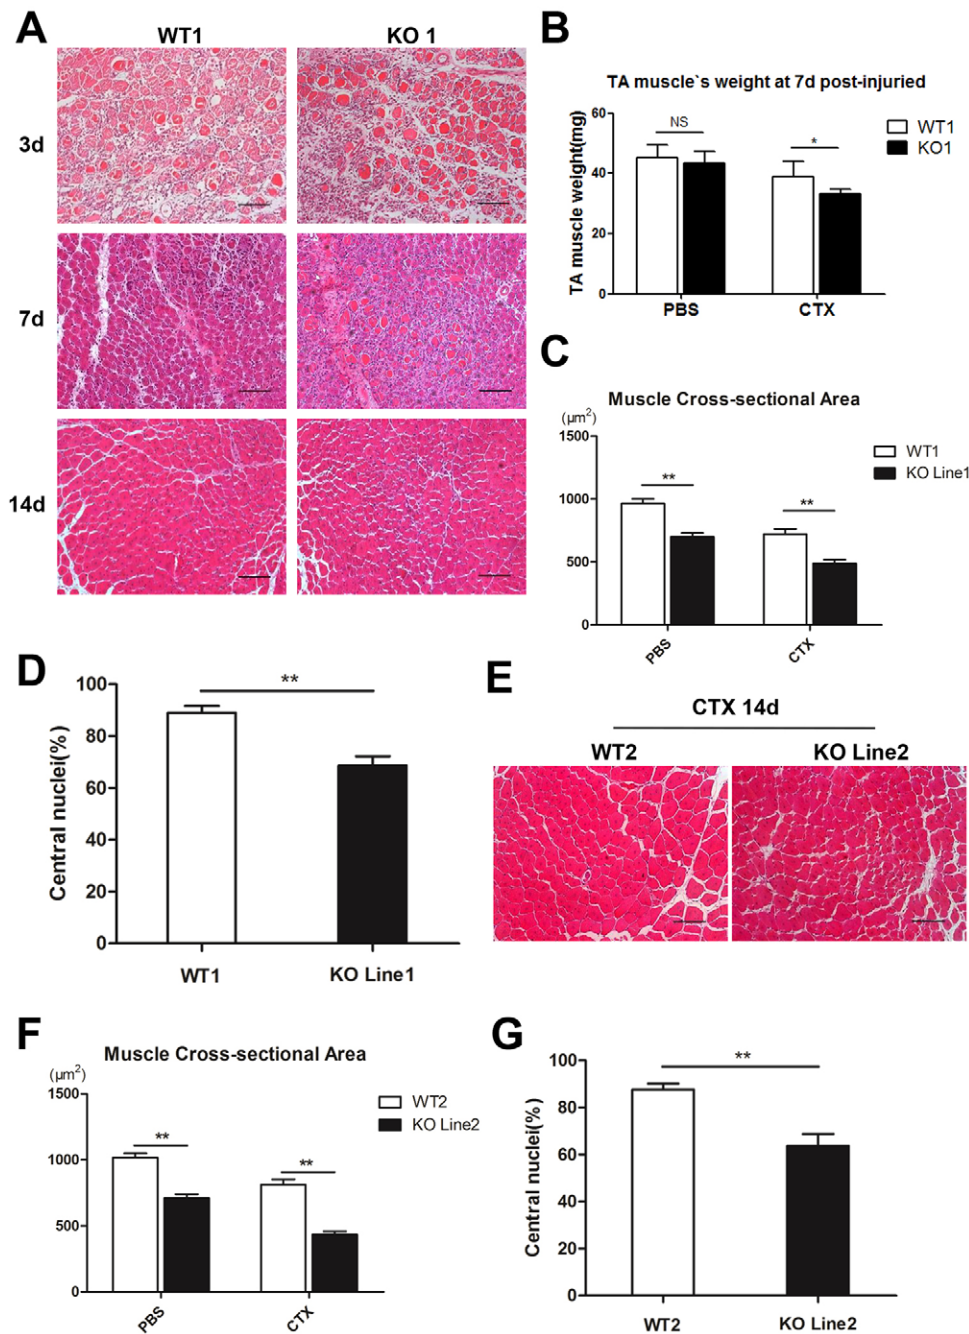 A
WT1
KO 1
3d
7d
14d
B
TA muscle`s weight at 7d post-injuried
TA muscle weight(mg)
60
40
20
0
NS
*
PBS
CTX
WT1
KO1
C
Muscle Cross-sectional Area
(μm²)
1500
1000
500
0
**
**
PBS
CTX
WT1
KO Line1
D
Central nuclei(%)
100
80
60
40
20
0
**
WT1
KO Line1
E
CTX 14d
WT2
KO Line2
F
Muscle Cross-sectional Area
(μm²)
1500
1000
500
0
**
**
PBS
CTX
WT2
KO Line2
G
Central nuclei(%)
100
80
60
40
20
0
**
WT2
KO Line2